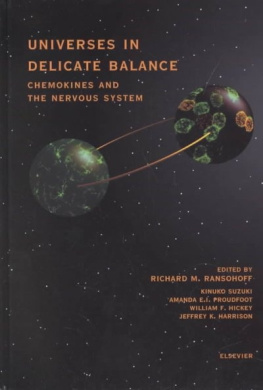 UNIVERSES IN
DELICATE BALANCE
CHEMOKINES AND
THE NERVOUS SYSTEM
EDITED BY
RICHARD M. RANSOHOFF
KINUKO SUZUKI
AMANDA E.I. PROUDFOOT
WILLIAM F. HICKEY
JEFFREY K. HARRISON
ELSEVIER